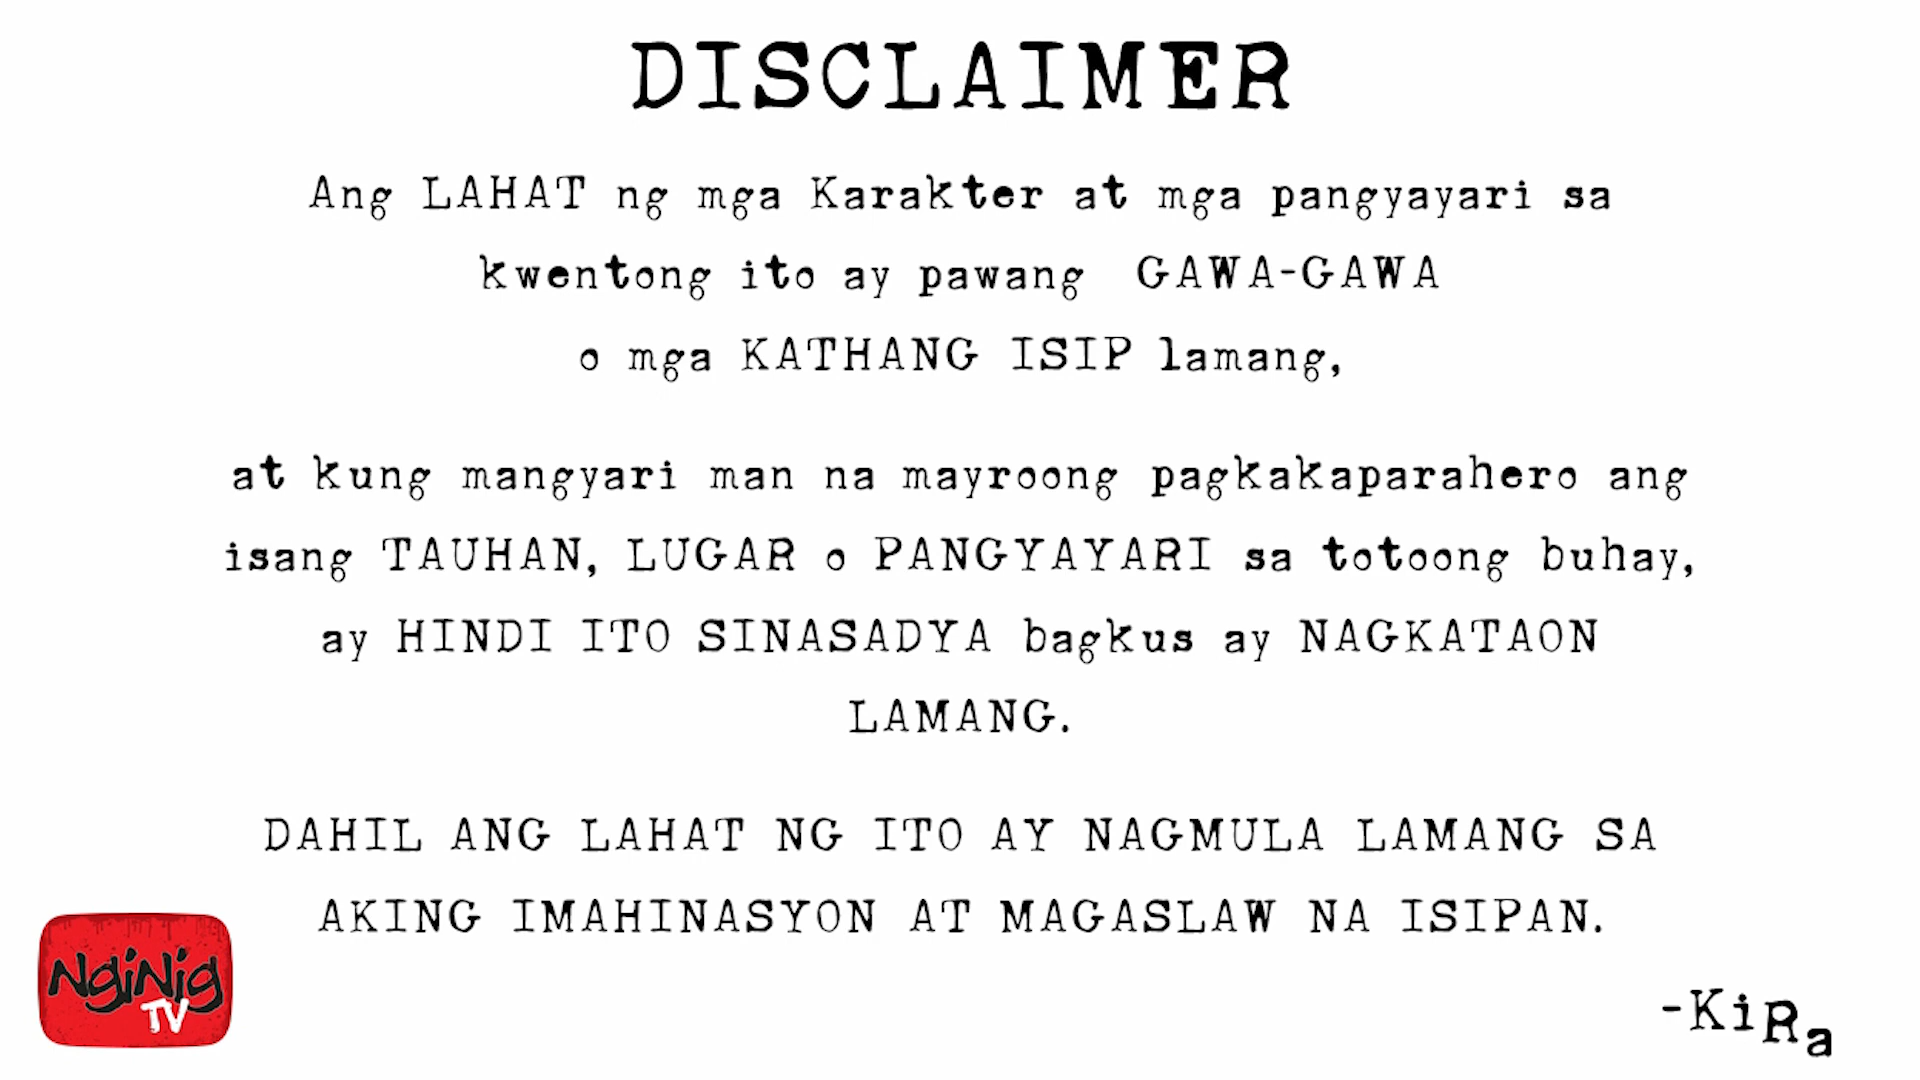 DISCLAIMER
Ang LAHAT ng mga Karakter at mga pangyayari sa
kwentong ito ay pawang GAWA-GAWA
o mga KATHANG ISIP lamang,
at kung mangyari man na mayroong pagkakaparahero ang
isang TAUHAN, LUGAR o PANGYAYARI sa totoong buhay,
ay HINDI ITO SINASADYA bagkus ay NAGKATAON
LAMANG.
DAHIL ANG LAHAT NG ITO AY NAGMULA LAMANG SA
AKING IMAHINASYON AT MAGASLAW NA ISIPAN.
NgiNig
TV
-KiRa